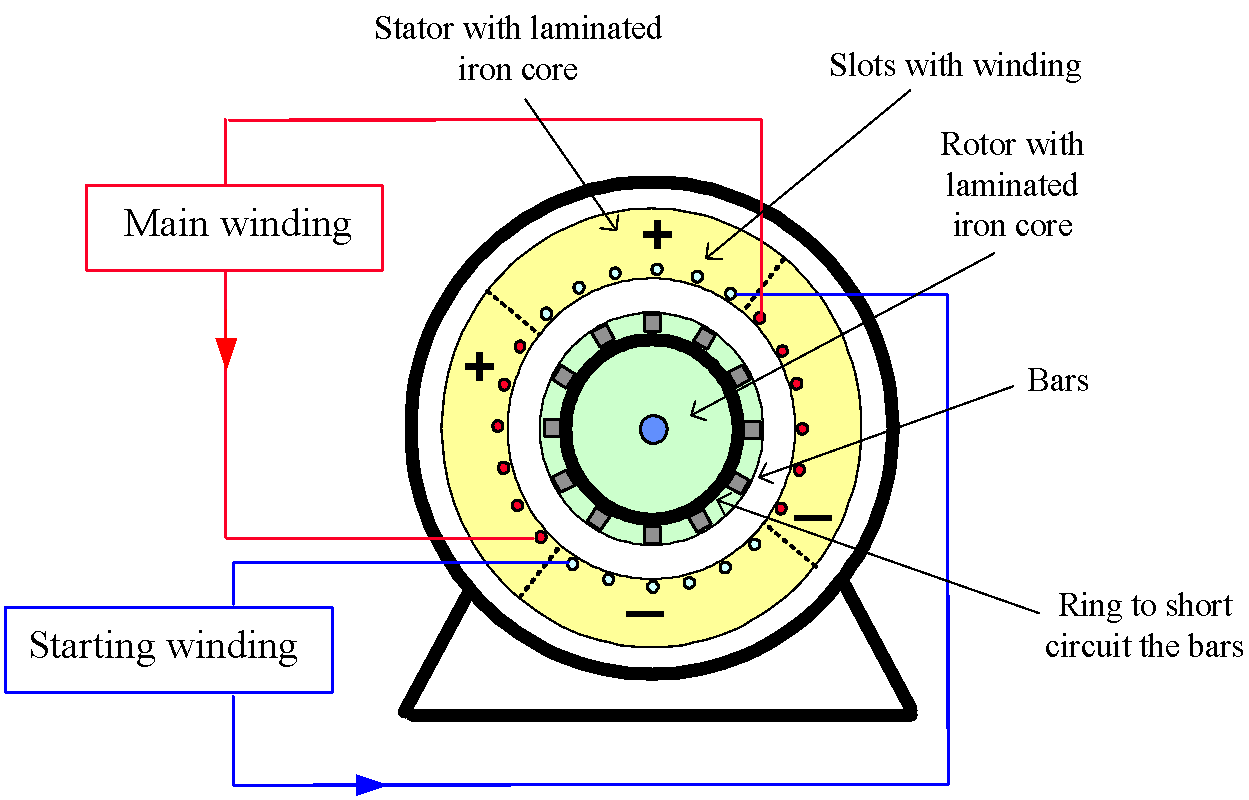 Stator with laminated
iron core
Slots with winding
Rotor with
laminated
iron core
Main winding
+
+
Bars
−
−
Ring to short
circuit the bars
Starting winding